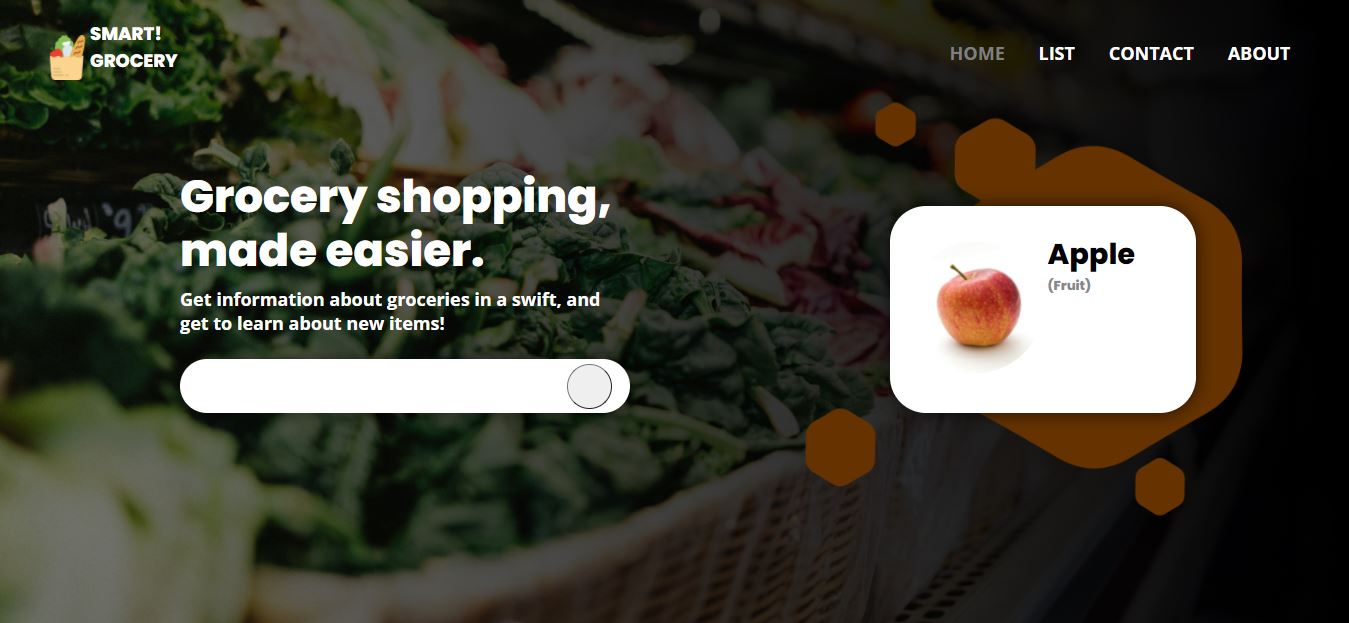 SMART!
GROCERY
HOME LIST CONTACT ABOUT
Grocery shopping,
made easier.
Get information about groceries in a swift, and
get to learn about new items!
Apple
(Fruit)